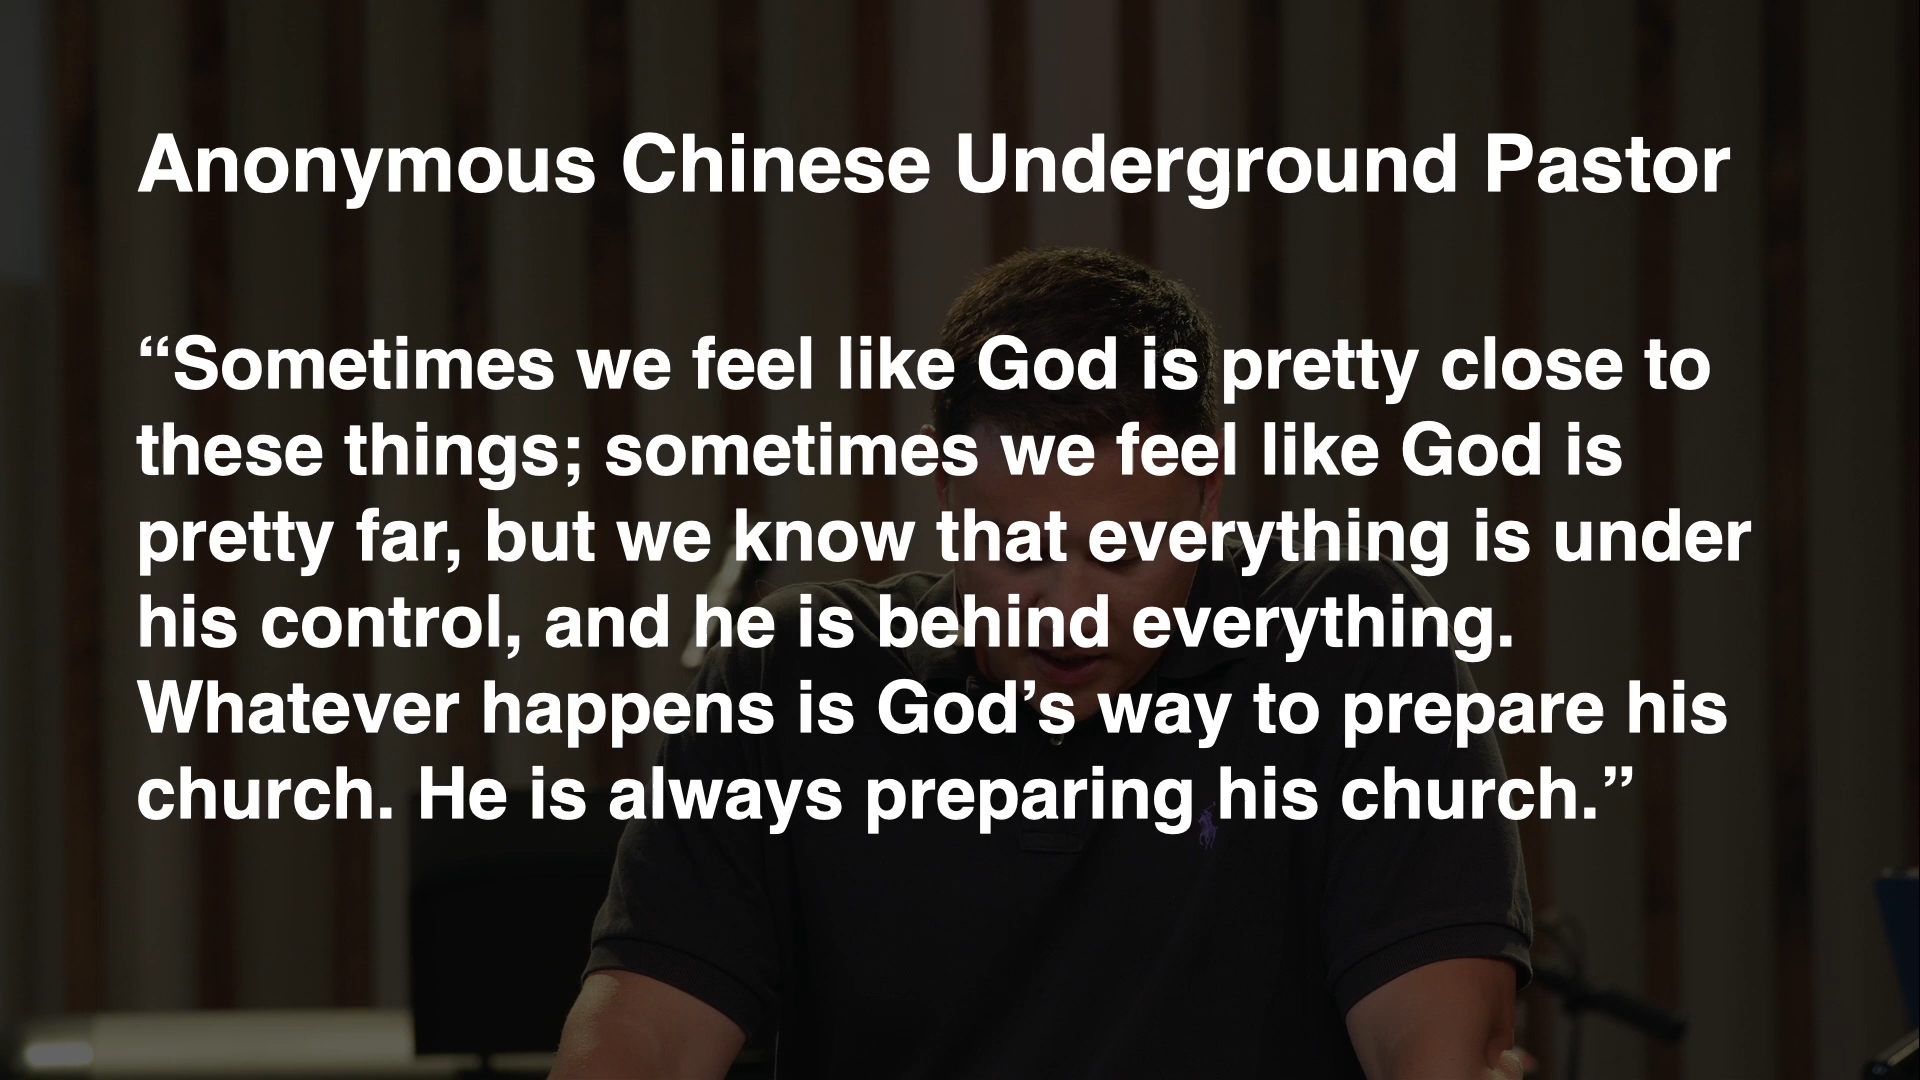 Anonymous Chinese Underground Pastor
“Sometimes we feel like God is pretty close to
these things; sometimes we feel like God is
pretty far, but we know that everything is under
his control, and he is behind everything.
Whatever happens is God’s way to prepare his
church. He is always preparing his church.”